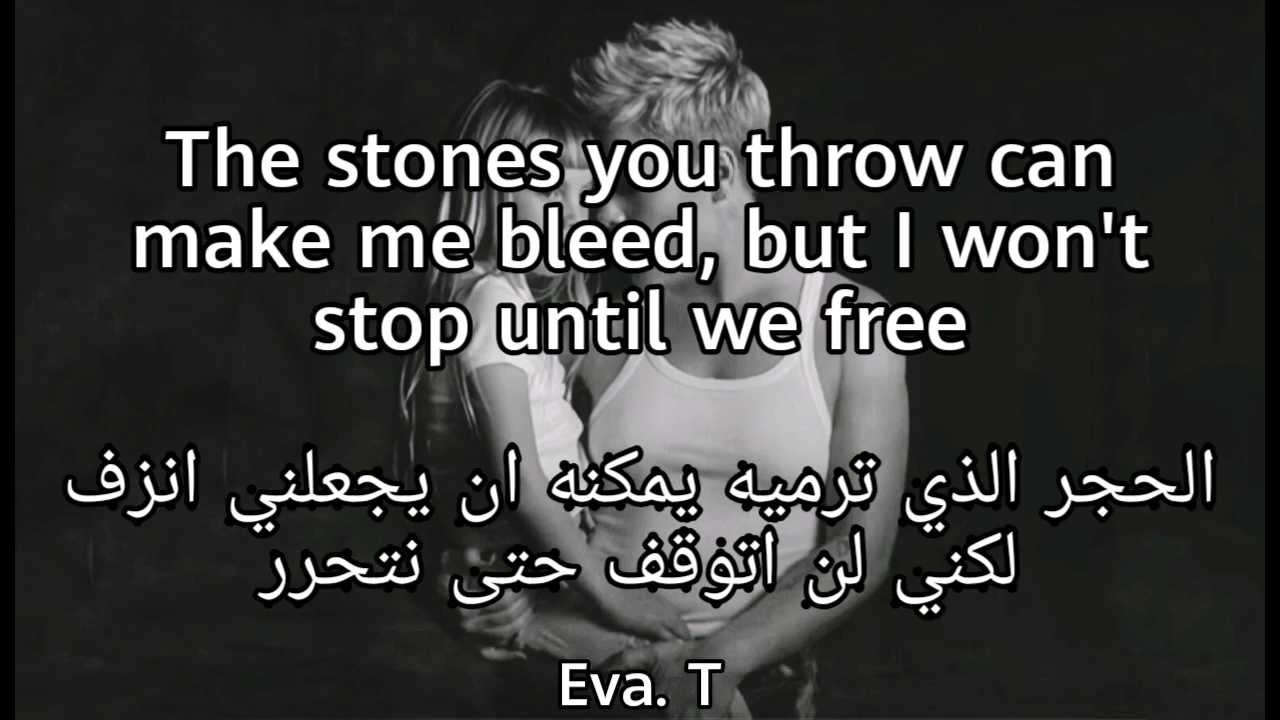 The stones you throw can
make me bleed, but I won't
stop until we free
الحجر الذي ترميه يمكنه ان يجعلني انزف
لكني لن اتوقف حتى نتحرر
Eva. T